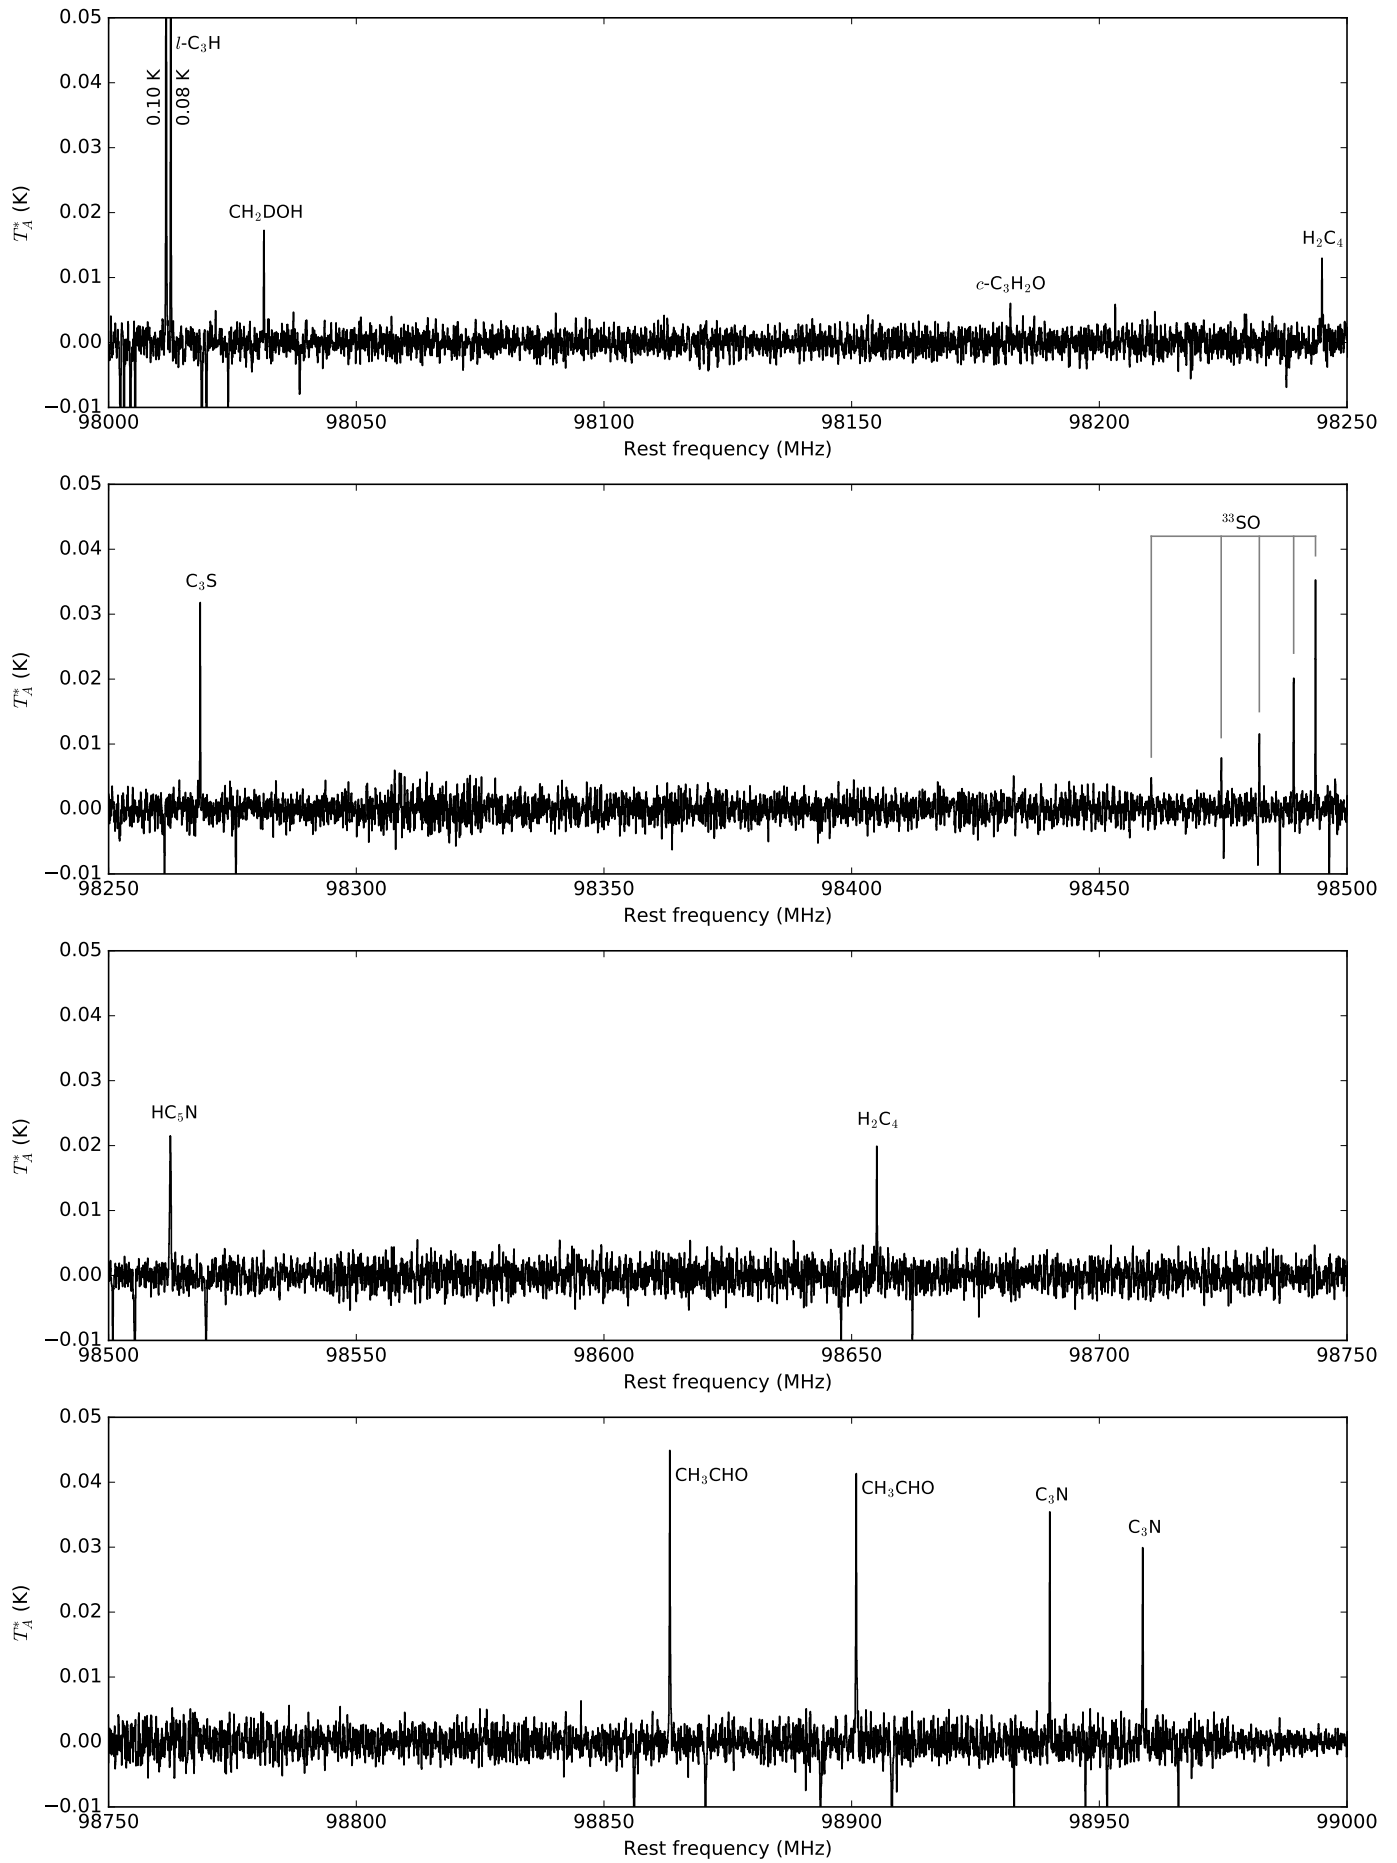 0.05
l-C₃H
0.04
0.10 K
0.08 K
0.03
T*A (K)
0.02
CH₂DOH
H₂C₄
0.01
c-C₃H₂O
0.00
−0.01
98000 98050 98100 98150 98200 98250
Rest frequency (MHz)
0.05
³³SO
0.04
C₃S
0.03
T*A (K)
0.02
0.01
0.00
−0.01
98250 98300 98350 98400 98450 98500
Rest frequency (MHz)
0.05
0.04
0.03
T*A (K)
HC₅N
H₂C₄
0.02
0.01
0.00
−0.01
98500 98550 98600 98650 98700 98750
Rest frequency (MHz)
0.05
CH₃CHO
0.04
CH₃CHO
C₃N
C₃N
0.03
T*A (K)
0.02
0.01
0.00
−0.01
98750 98800 98850 98900 98950 99000
Rest frequency (MHz)